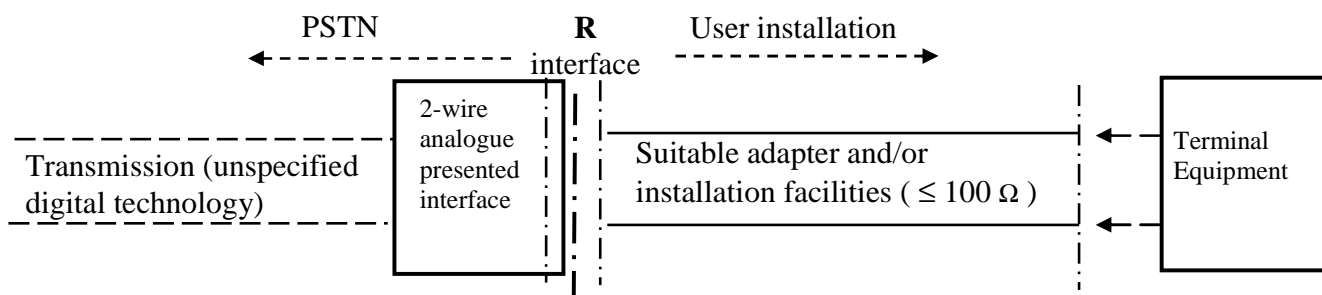 PSTN
R
interface
User installation
2-wire
analogue
presented
interface
Transmission (unspecified
digital technology)
Suitable adapter and/or
installation facilities ( ≤ 100 Ω )
Terminal
Equipment